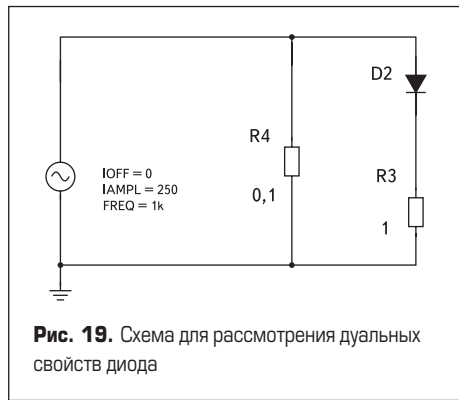 D2
R4
IOFF = 0
IAMPL = 250
FREQ = 1k
0,1
R3
1
Рис. 19. Схема для рассмотрения дуальных
свойств диода